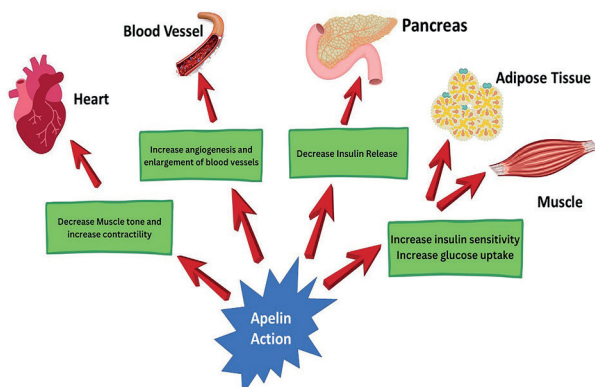 Blood Vessel
Pancreas
Heart
Adipose Tissue
Muscle
Increase angiogenesis and
enlargement of blood vessels
Decrease Insulin Release
Decrease Muscle tone and
increase contractility
Increase insulin sensitivity
Increase glucose uptake
Apelin
Action